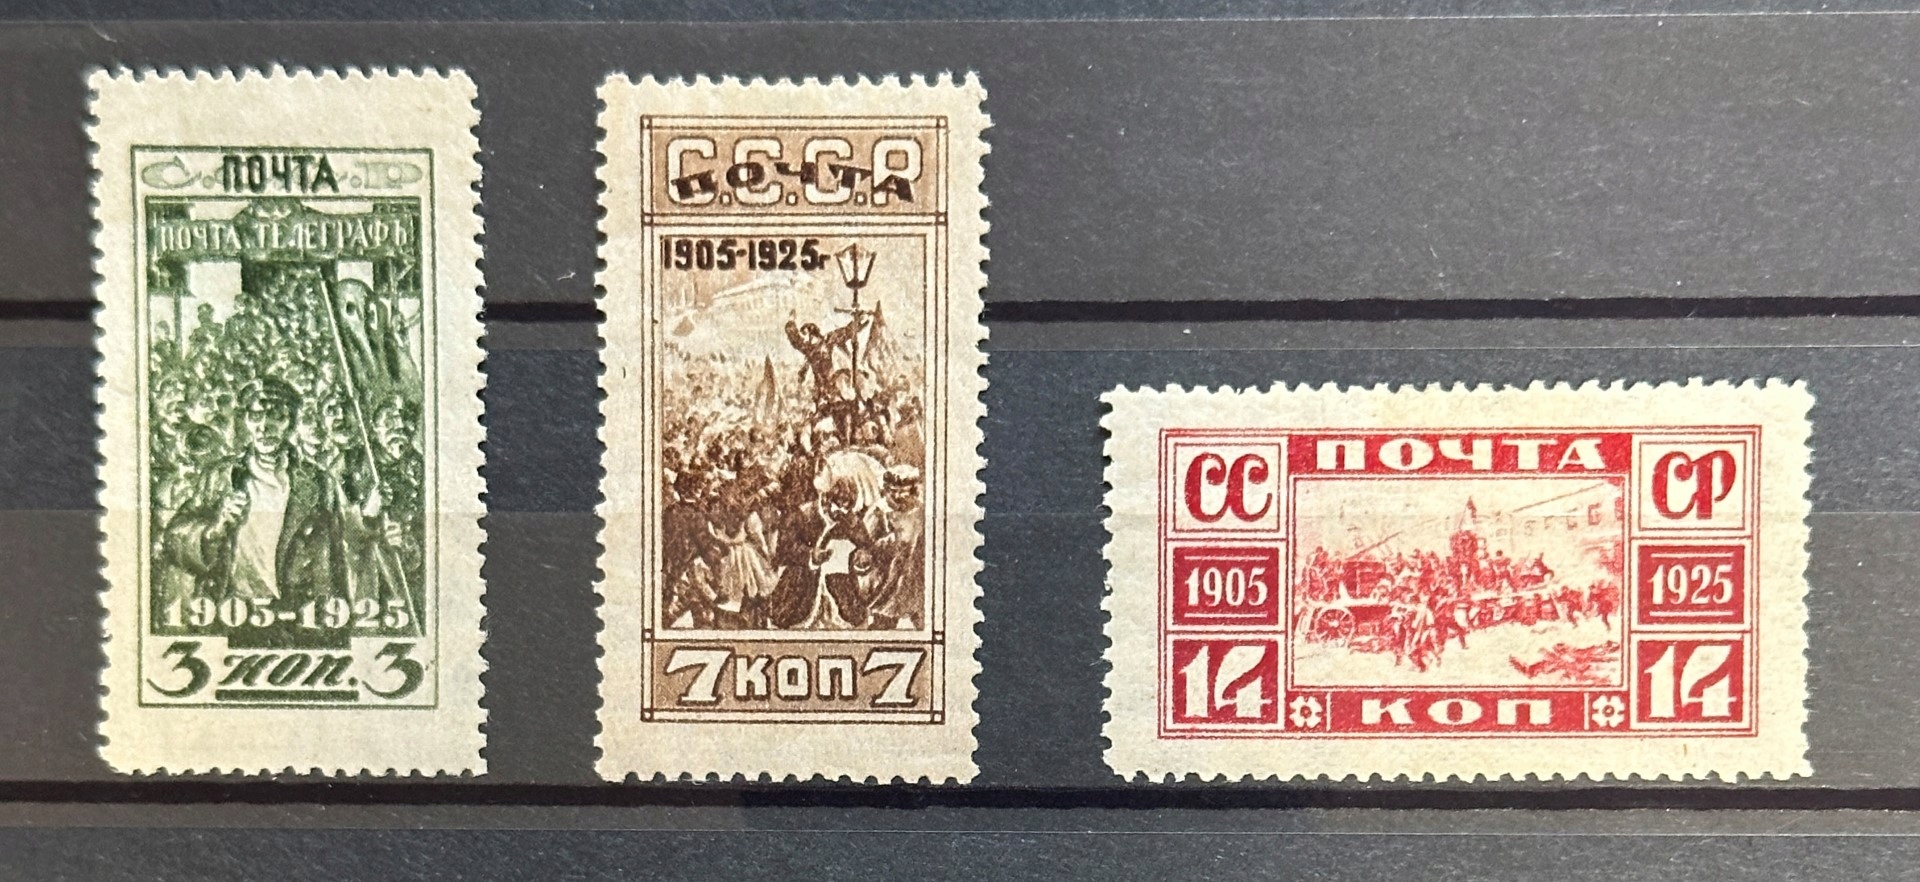 С.С.С.Р
ПОЧТА
ПОЧТА. ТЕЛЕГРАФЪ
1905-1925
3 коп. 3
С.С.С.Р
ПОЧТА
1905-1925г
7 КОП 7
СС ПОЧТА СР
1905 1925
14 КОП 14